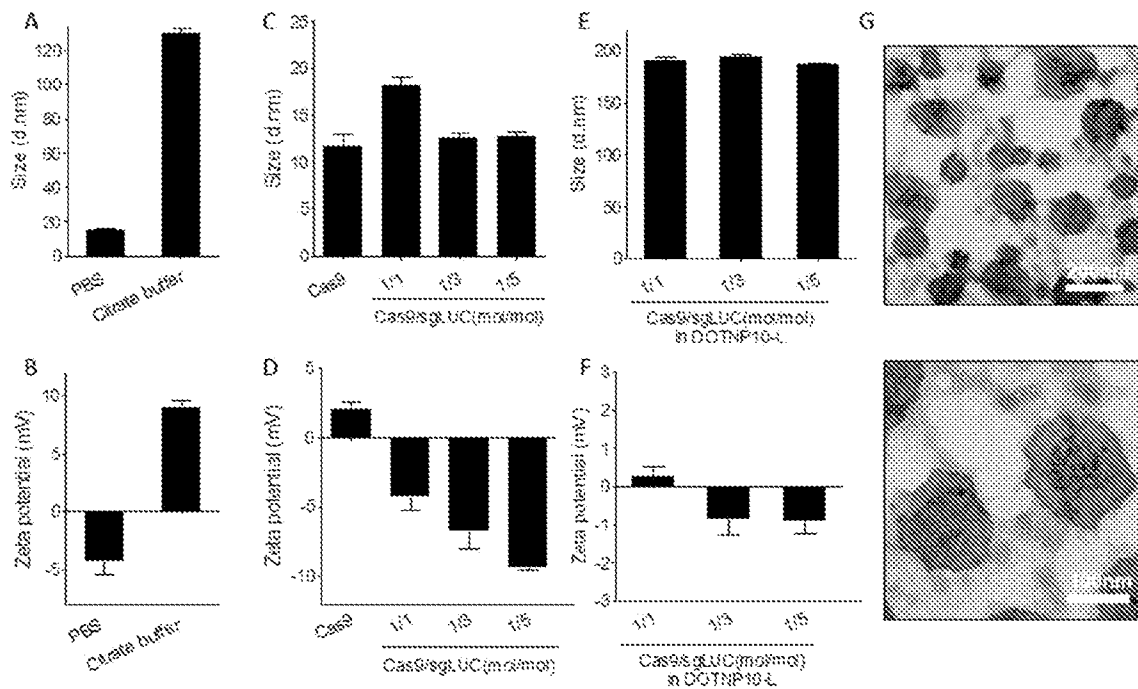 A
Size (d.nm)
120
100
80
60
40
20
0
PBS
Citrate buffer
C
Size (d.nm)
25
20
15
10
5
0
Cas9
1/1
1/3
1/5
Cas9/sgLUC(mol/mol)
E
Size (d.nm)
200
150
100
50
0
1/1
1/3
1/5
Cas9/sgLUC(mol/mol)
in DOTNP10-L
G
B
Zeta potential (mV)
10
5
0
-5
PBS
Citrate buffer
D
Zeta potential (mV)
5
0
-5
-10
Cas9
1/1
1/3
1/5
Cas9/sgLUC(mol/mol)
F
Zeta potential (mV)
3
2
1
0
-1
-2
-3
1/1
1/3
1/5
Cas9/sgLUC(mol/mol)
in DOTNP10-L
nm